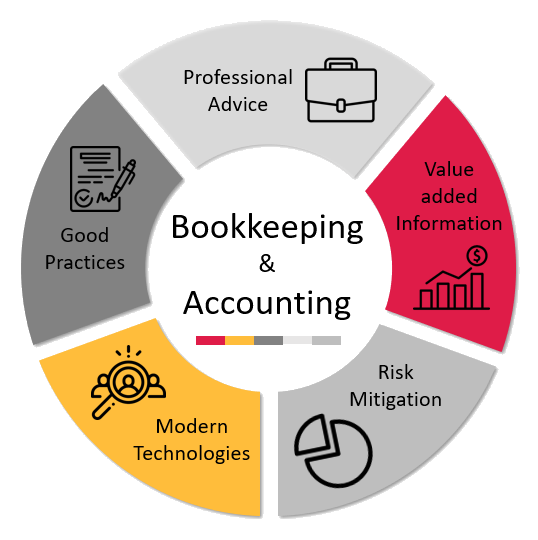 Professional
Advice
Value
added
Information
$
Risk
Mitigation
Modern
Technologies
Good
Practices
Bookkeeping
&
Accounting